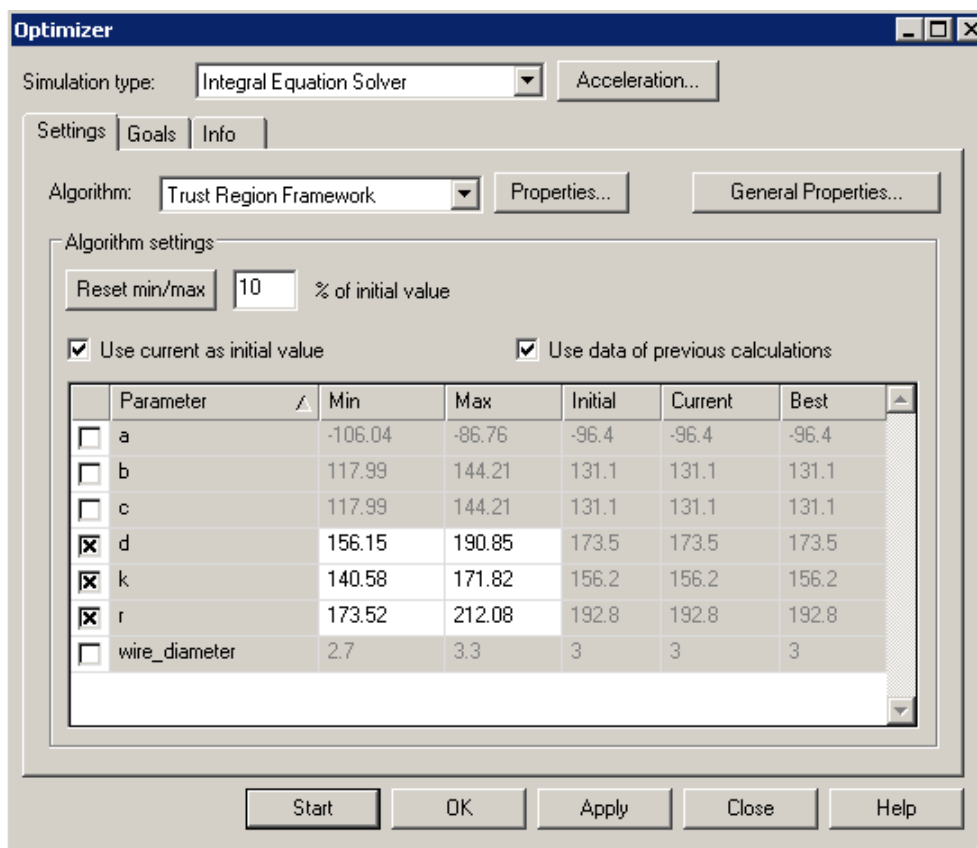 Optimizer
Simulation type: Integral Equation Solver Acceleration...
Settings Goals Info
Algorithm: Trust Region Framework Properties... General Properties...
Algorithm settings
Reset min/max 10 % of initial value
Use current as initial value Use data of previous calculations
Parameter Min Max Initial Current Best
a -106.04 -86.76 -96.4 -96.4 -96.4
b 117.99 144.21 131.1 131.1 131.1
c 117.99 144.21 131.1 131.1 131.1
d 156.15 190.85 173.5 173.5 173.5
k 140.58 171.82 156.2 156.2 156.2
r 173.52 212.08 192.8 192.8 192.8
wire_diameter 2.7 3.3 3 3 3
Start OK Apply Close Help